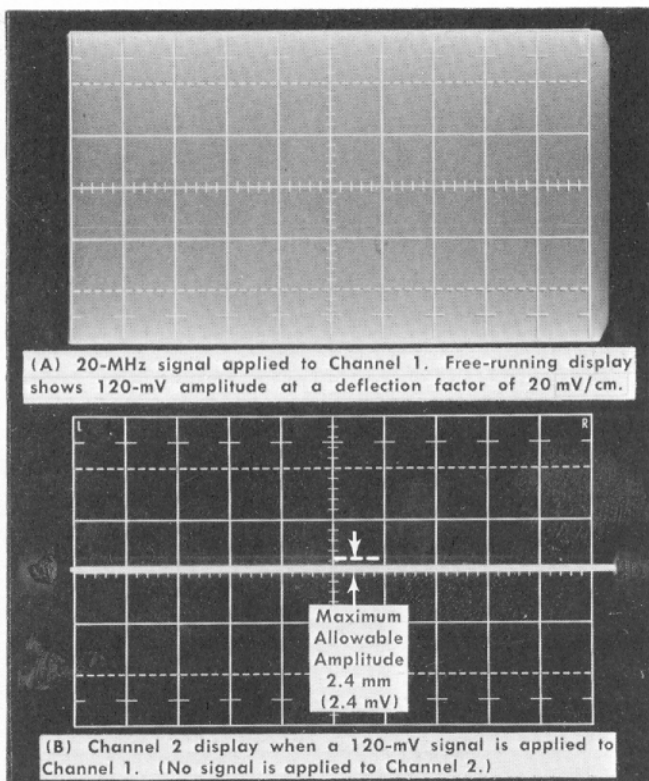 (A) 20-MHz signal applied to Channel 1. Free-running display
shows 120-mV amplitude at a deflection factor of 20 mV/cm.
L R
Maximum
Allowable
Amplitude
2.4 mm
(2.4 mV)
(B) Channel 2 display when a 120-mV signal is applied to
Channel 1. (No signal is applied to Channel 2.)